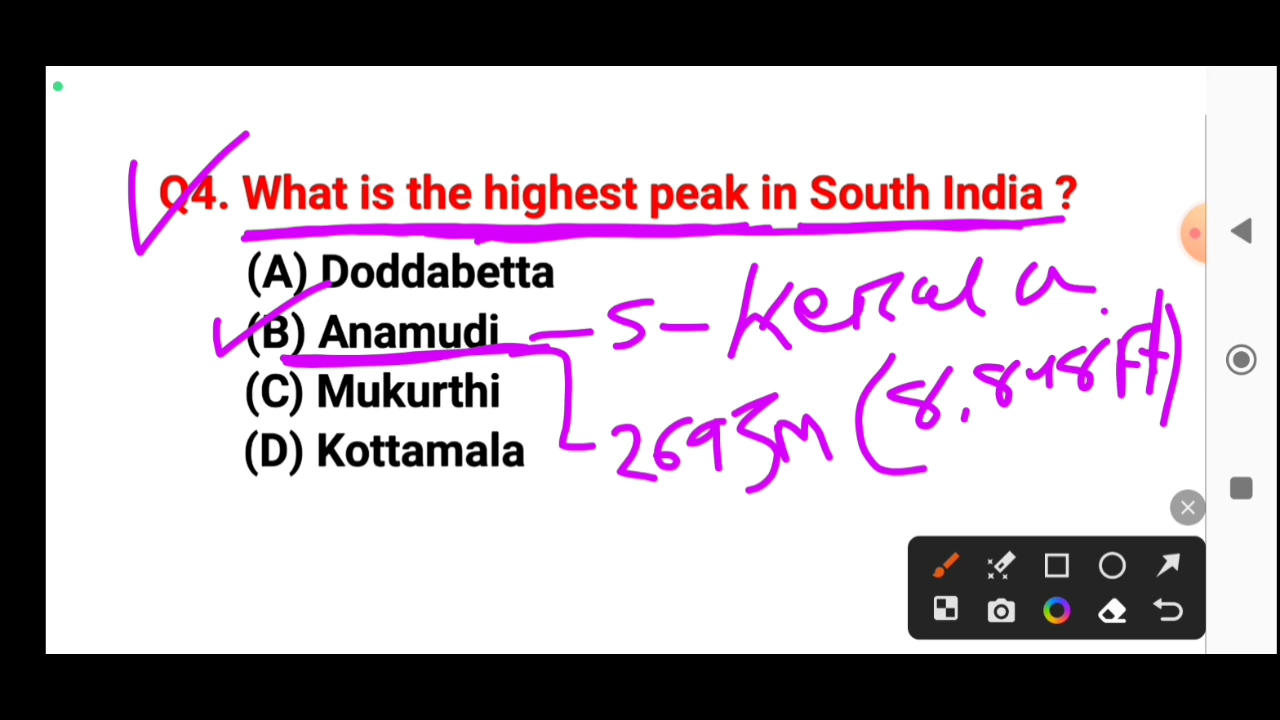 Q4. What is the highest peak in South India ?
(A) Doddabetta
(B) Anamudi – S – Kerala
2695m (8.848ft)
(C) Mukurthi
(D) Kottamala